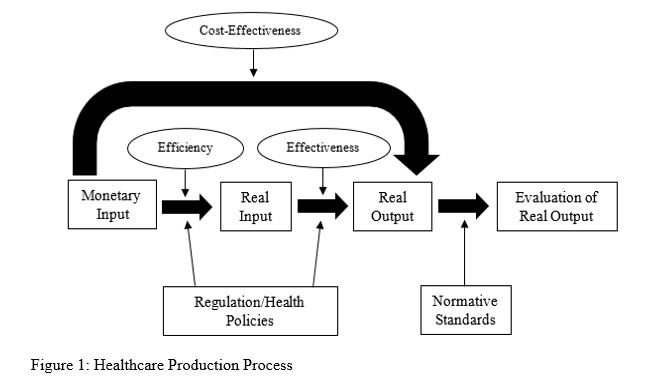 Cost-Effectiveness
Efficiency
Effectiveness
Monetary
Input
Real
Input
Real
Output
Evaluation of
Real Output
Regulation/Health
Policies
Normative
Standards
Figure 1: Healthcare Production Process